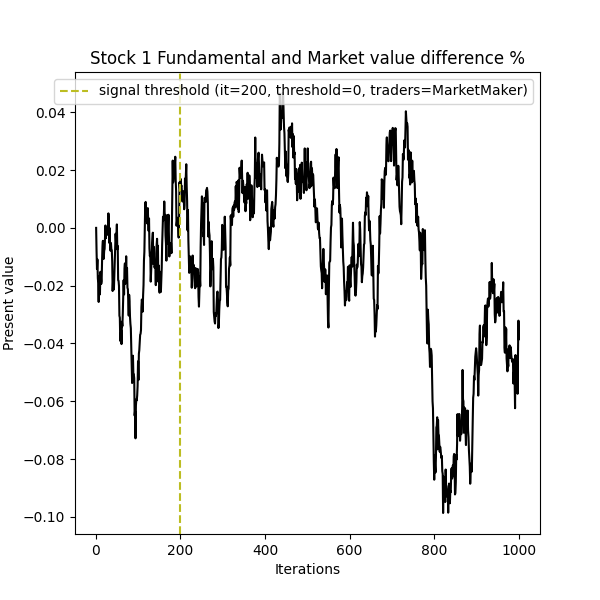 Stock 1 Fundamental and Market value difference %
signal threshold (it=200, threshold=0, traders=MarketMaker)
0.04
0.02
0.00
−0.02
−0.04
−0.06
−0.08
−0.10
Present value
0 200 400 600 800 1000
Iterations